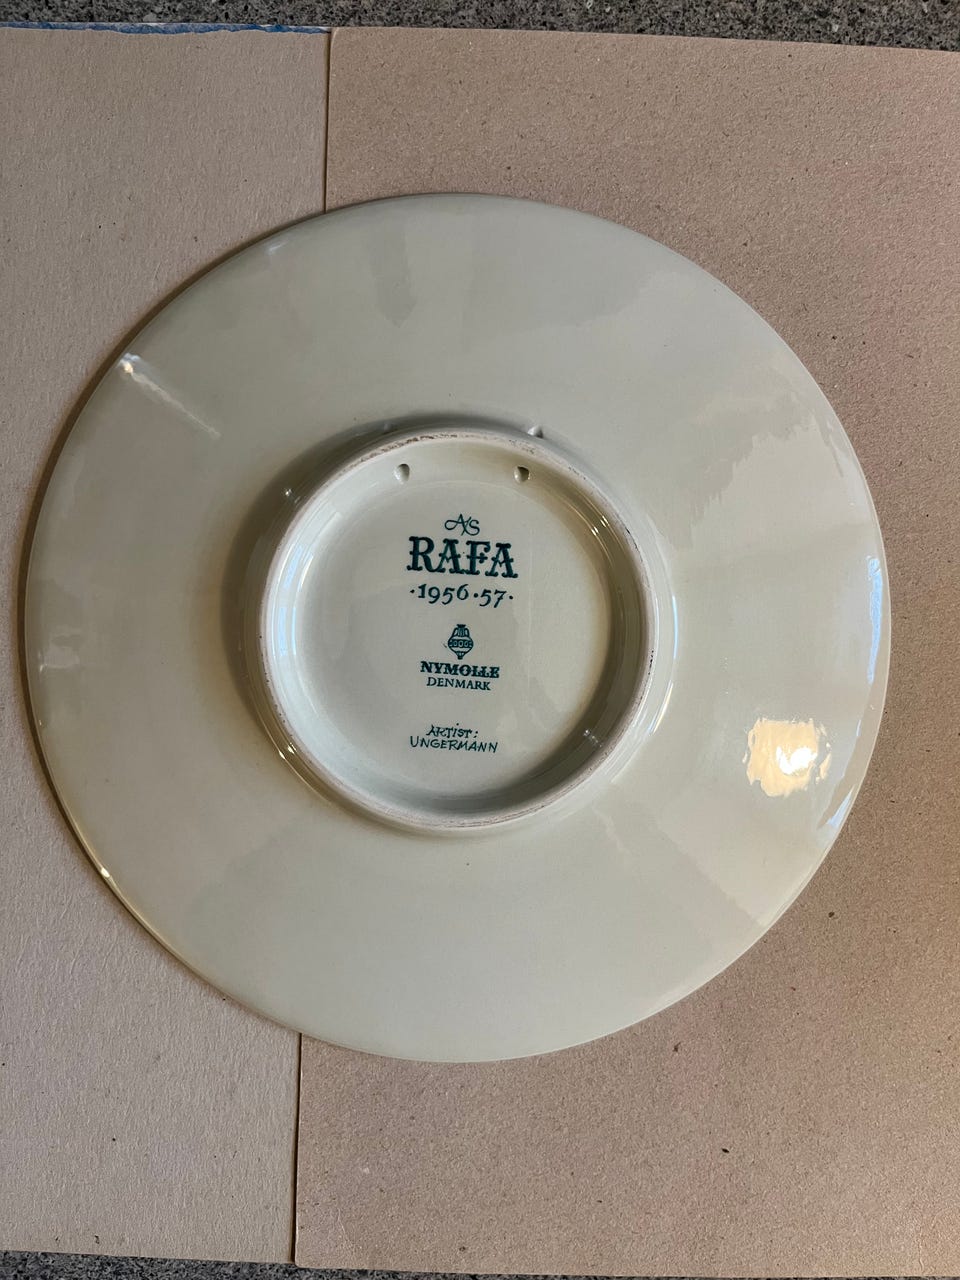 A/S
RAFA
·1956·57·
NYMOLLE
DENMARK
ARTIST:
UNGERMANN